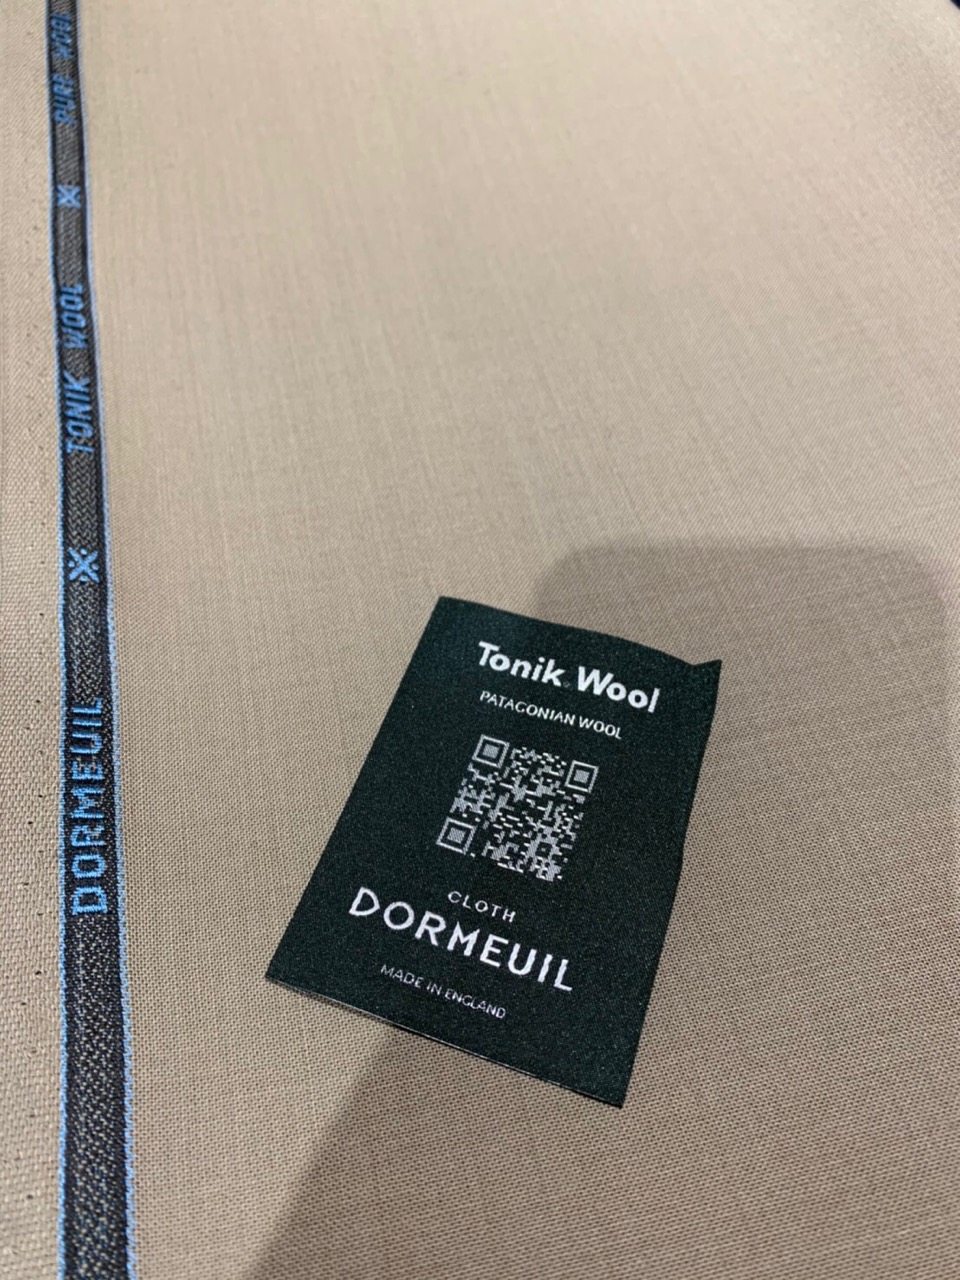 DORMEUIL ※ TONIK WOOL ※ PURE WOOL
Tonik Wool
PATAGONIAN WOOL
CLOTH
DORMEUIL
MADE IN ENGLAND